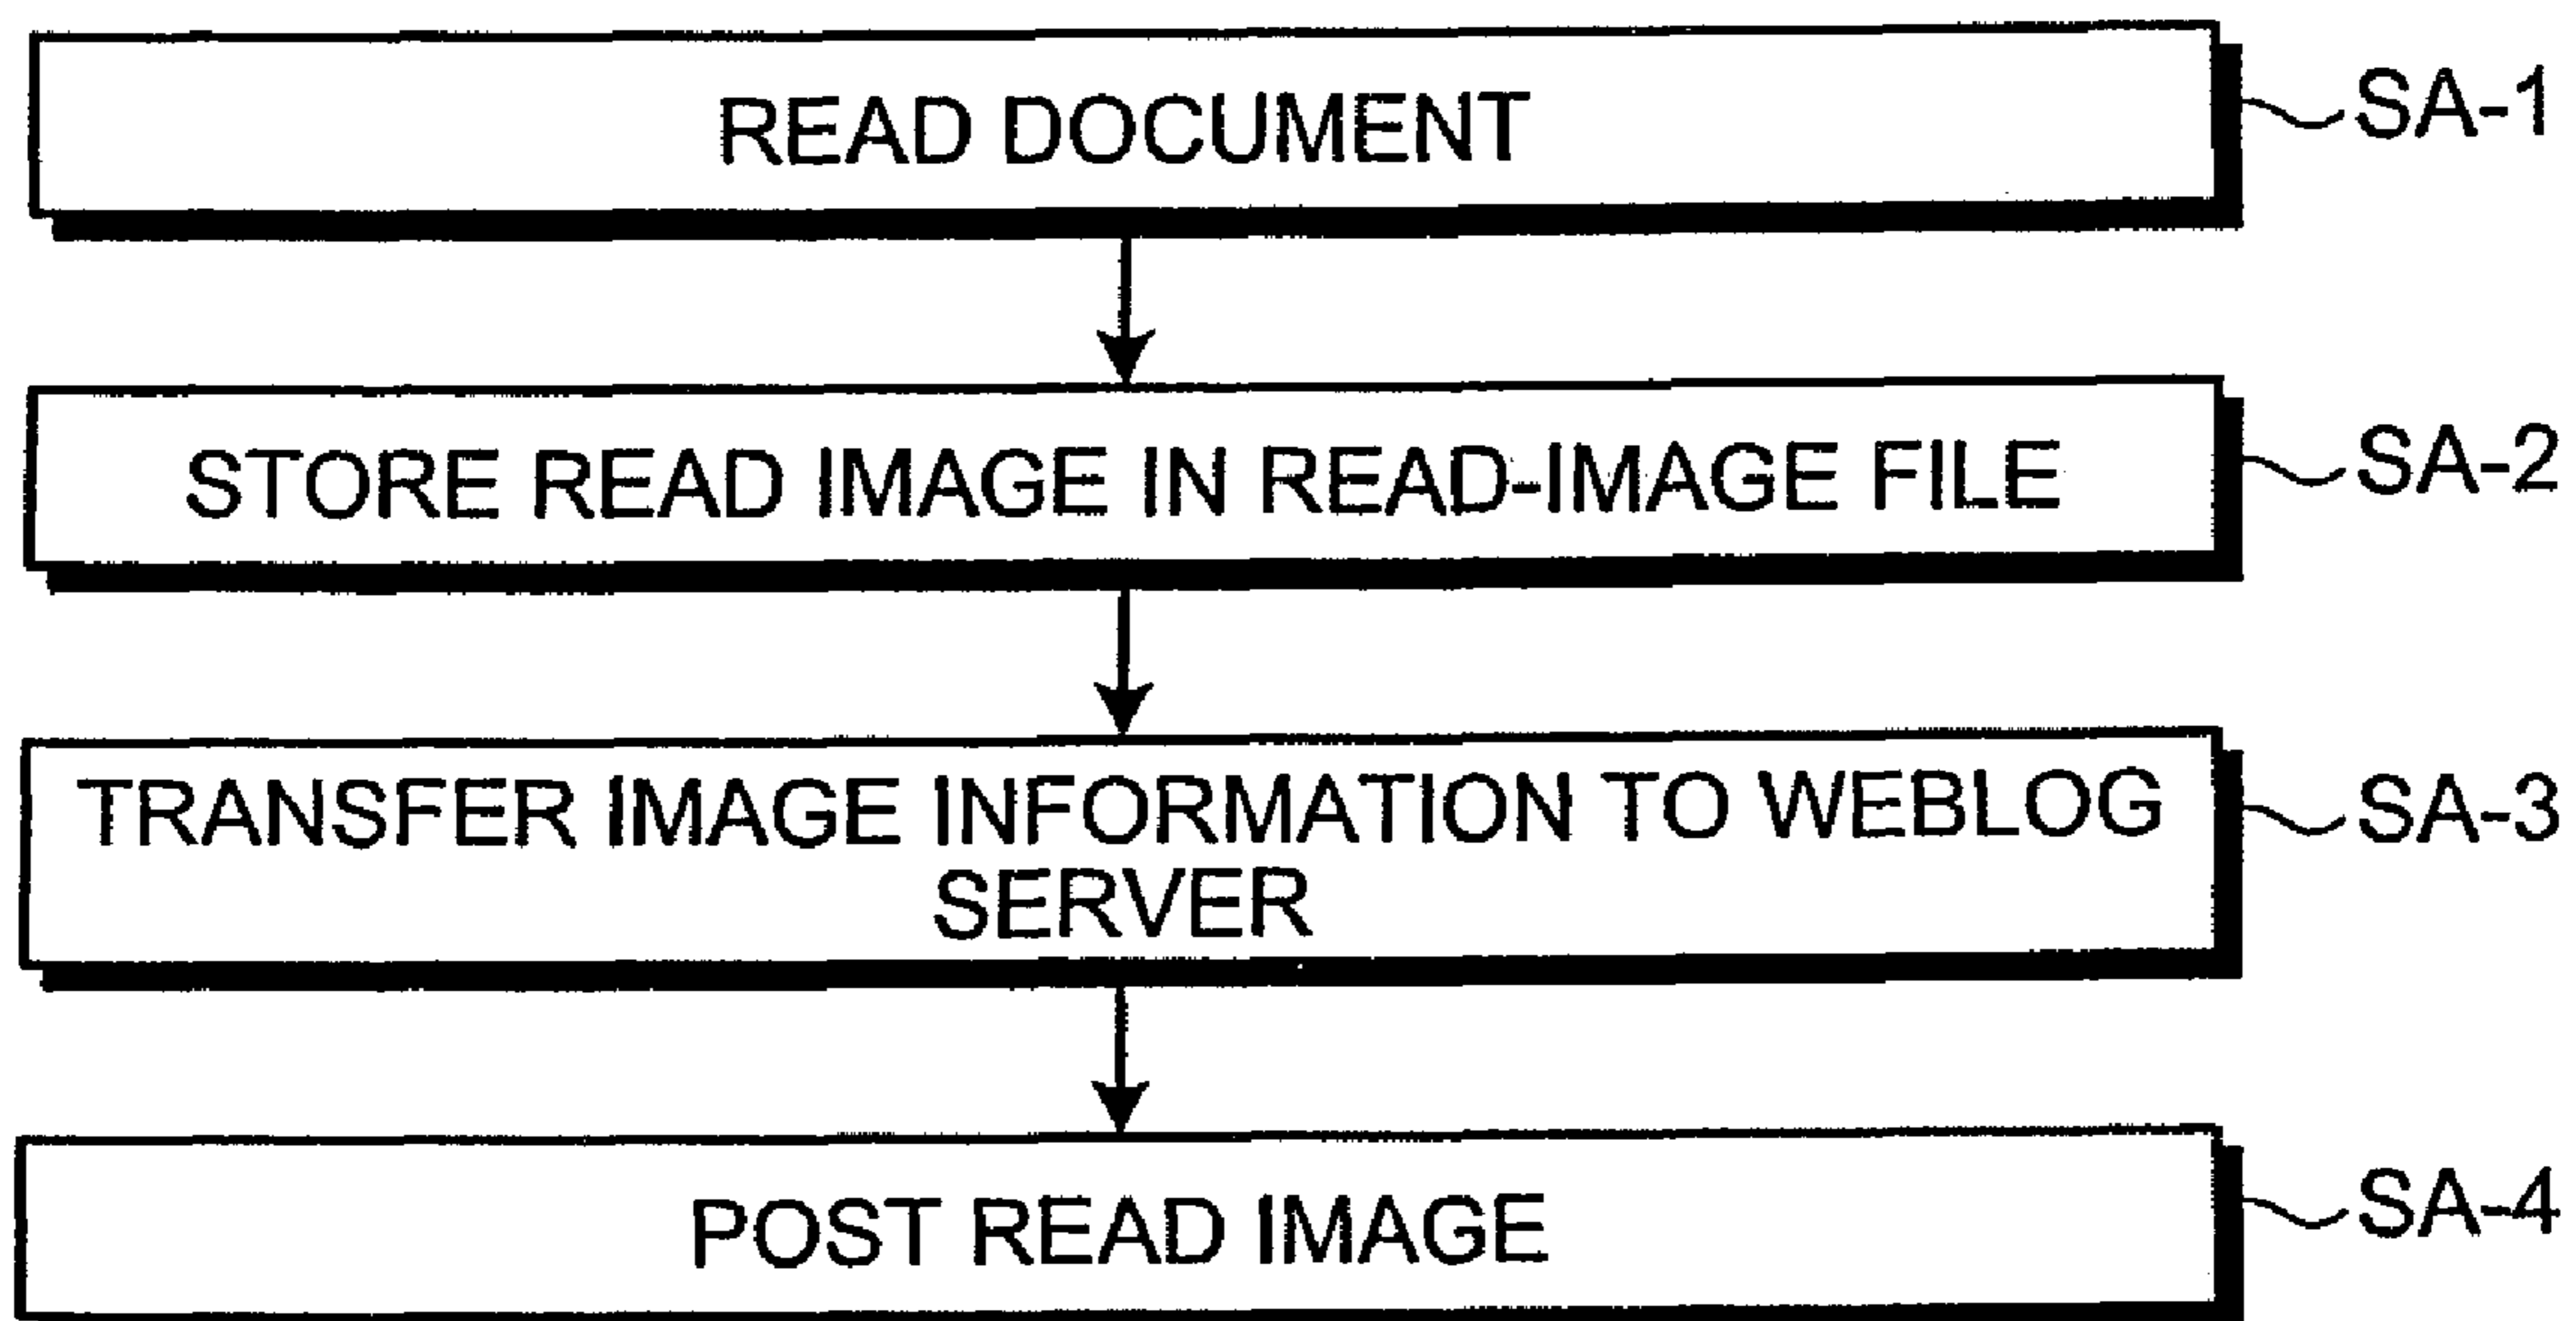 READ DOCUMENT
SA-1
STORE READ IMAGE IN READ-IMAGE FILE
SA-2
TRANSFER IMAGE INFORMATION TO WEBLOG
SERVER
SA-3
POST READ IMAGE
SA-4